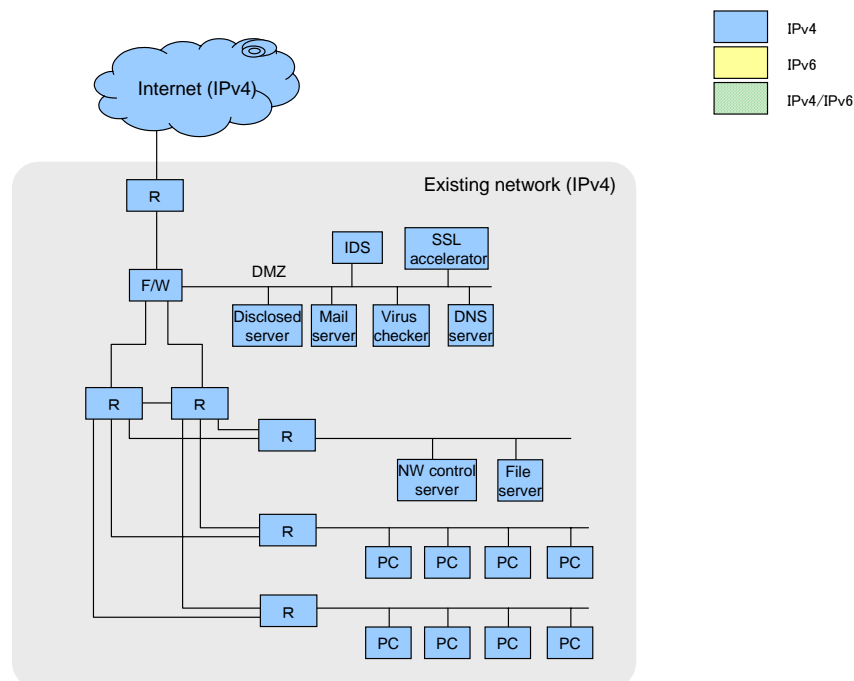 IPv4
IPv6
IPv4/IPv6
Internet (IPv4)
Existing network (IPv4)
R
IDS
SSL
accelerator
DMZ
F/W
Disclosed
server
Mail
server
Virus
checker
DNS
server
R
R
R
NW control
server
File
server
R
PC
PC
PC
PC
R
PC
PC
PC
PC